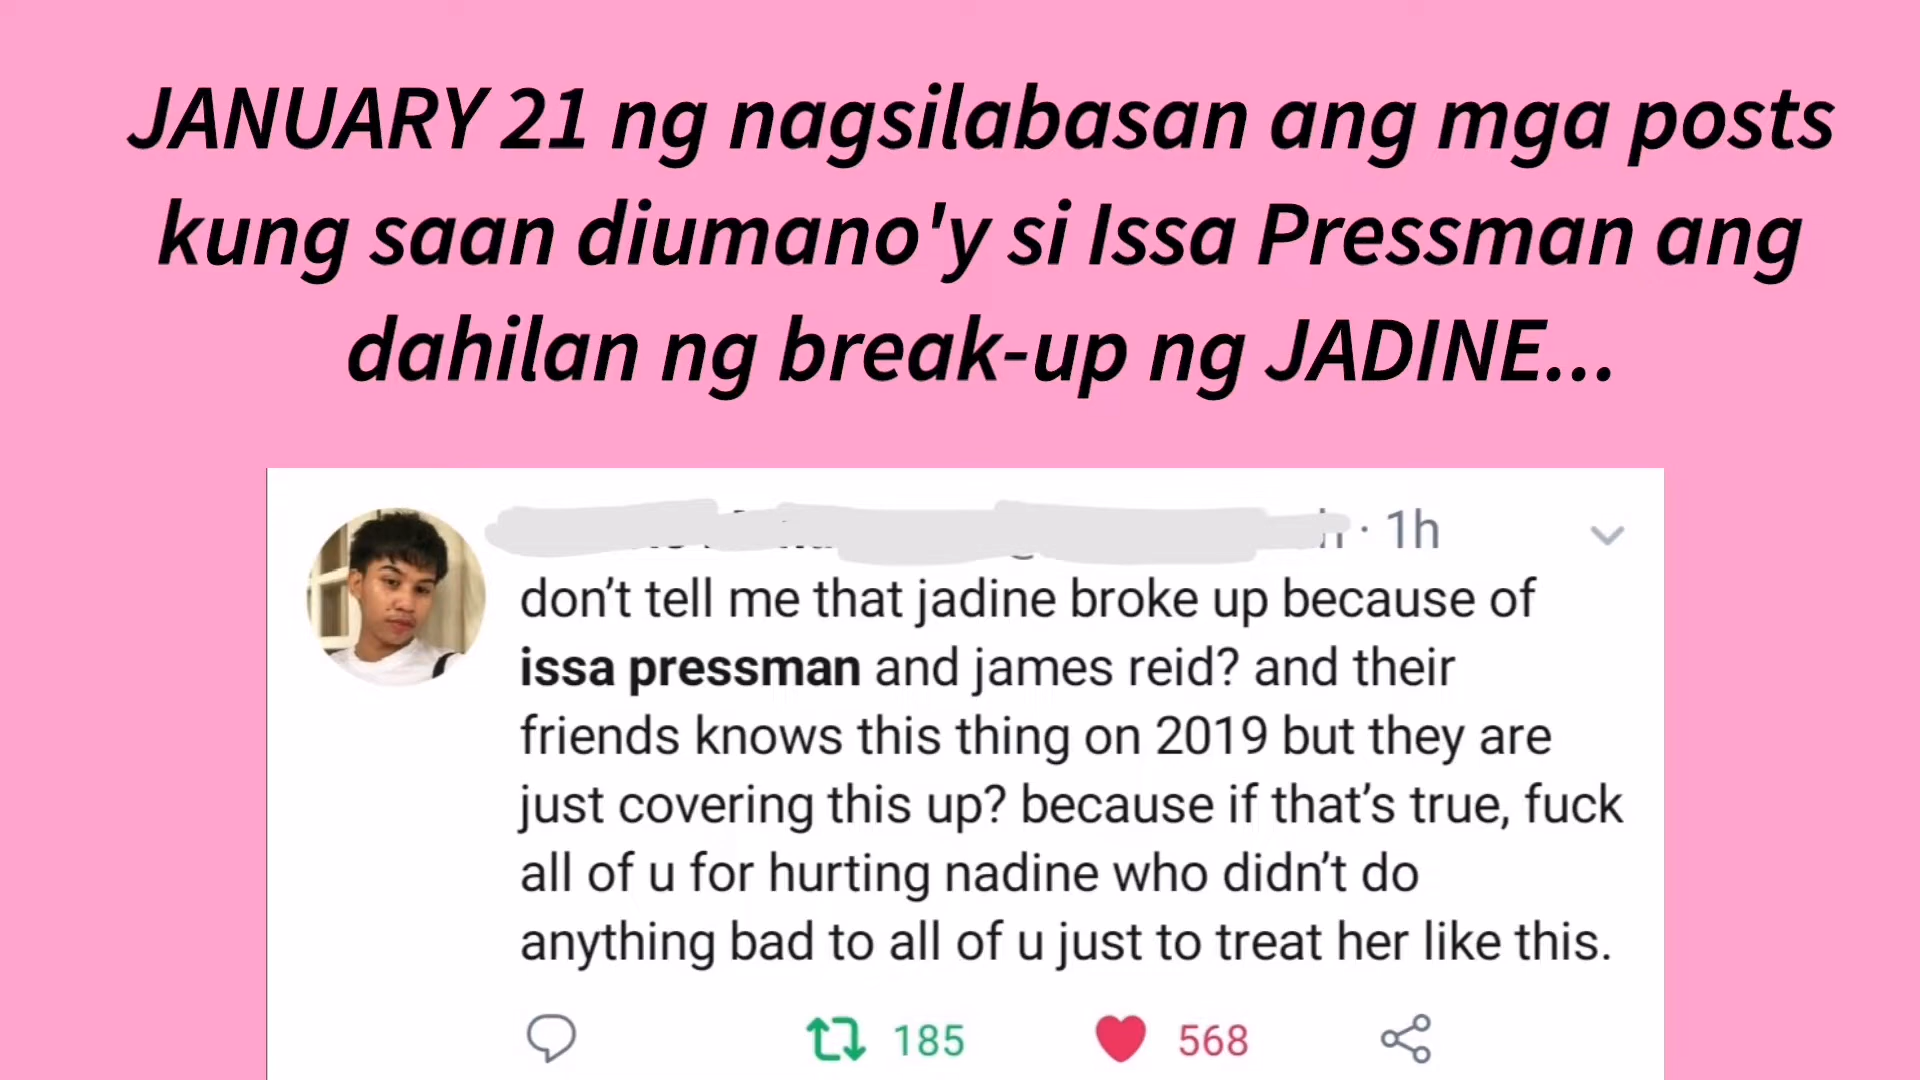 JANUARY 21 ng nagsilabasan ang mga posts
kung saan diumano'y si Issa Pressman ang
dahilan ng break-up ng JADINE...
· 1h
don’t tell me that jadine broke up because of
issa pressman and james reid? and their
friends knows this thing on 2019 but they are
just covering this up? because if that’s true, fuck
all of u for hurting nadine who didn’t do
anything bad to all of u just to treat her like this.
185 568